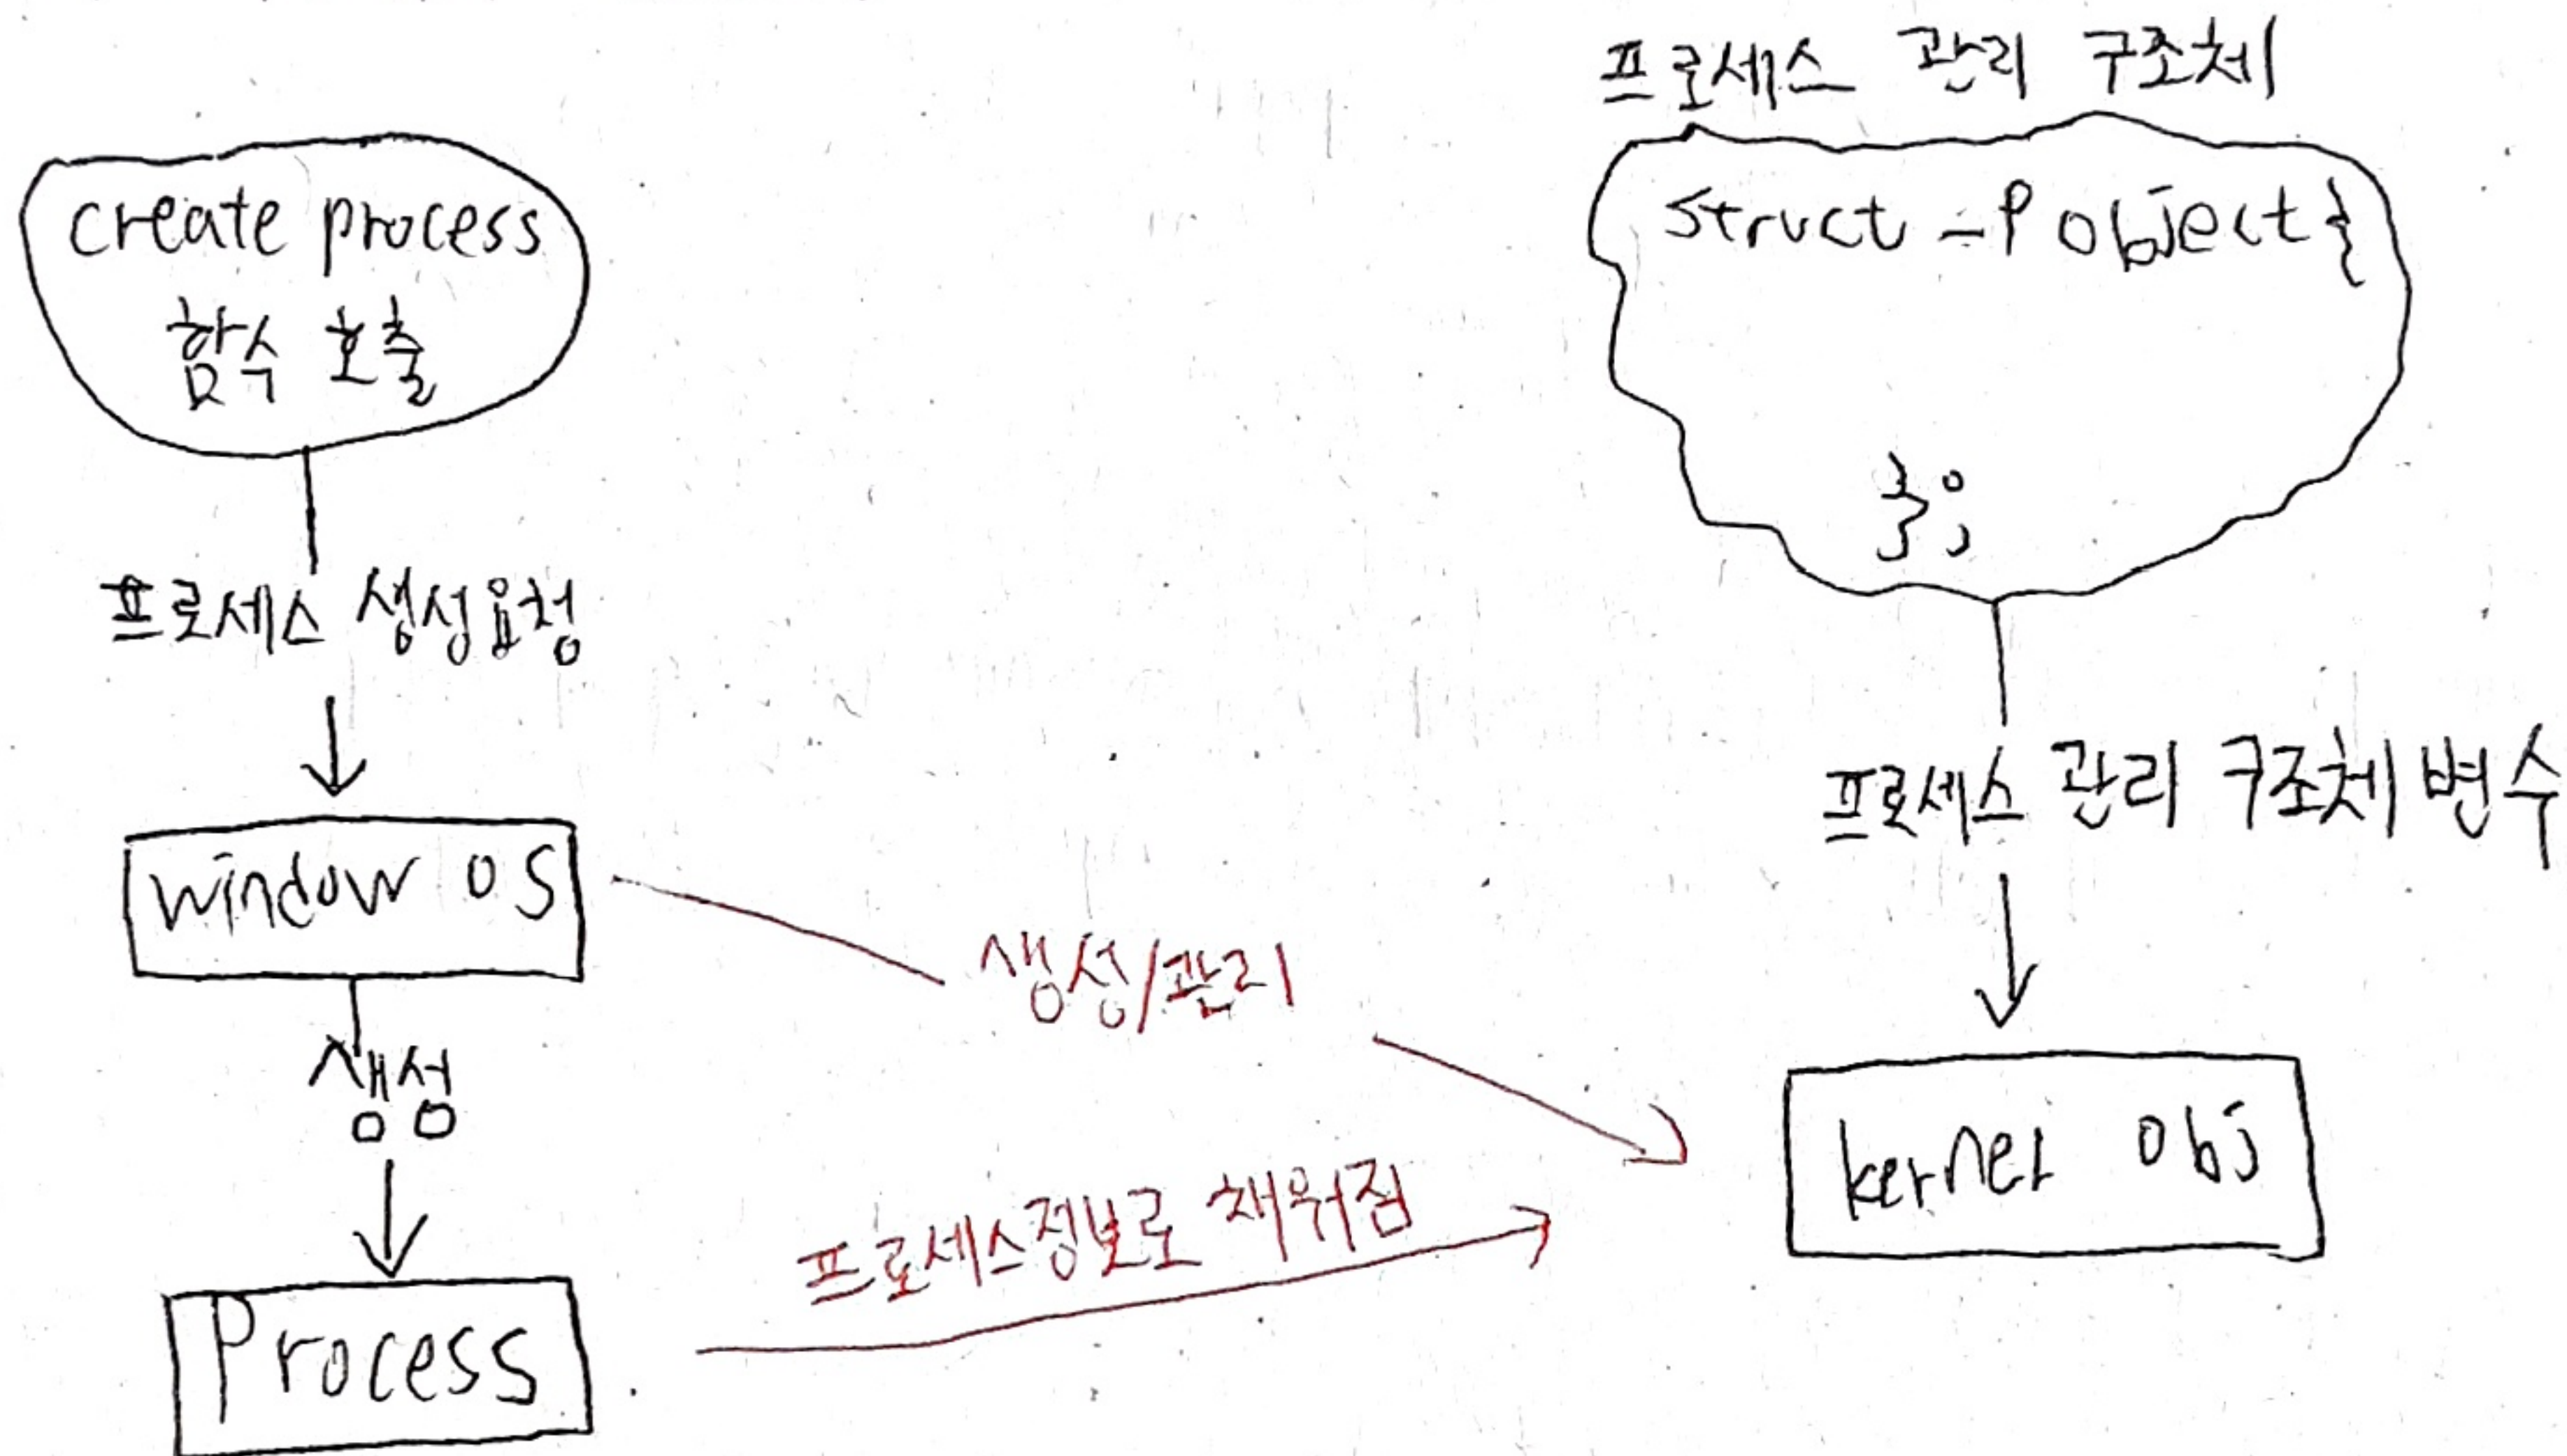 프로세스 관리 구조체
create process
함수 호출
struct _Pobject {
};
프로세스 생성요청
프로세스 관리 구조체 변수
window OS
생성/관리
생성
kernel obj
프로세스정보로 채워짐
Process